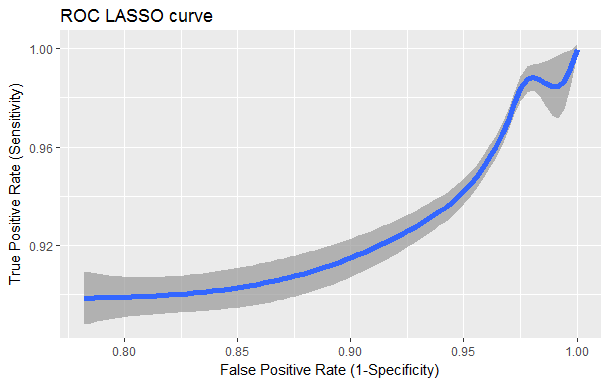 ROC LASSO curve
True Positive Rate (Sensitivity)
1.00
0.96
0.92
0.80 0.85 0.90 0.95 1.00
False Positive Rate (1-Specificity)